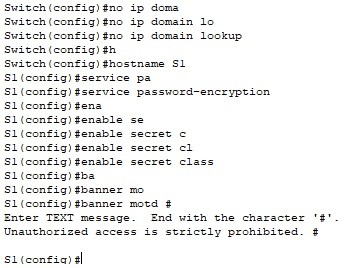 Switch(config)#no ip doma
Switch(config)#no ip domain lo
Switch(config)#no ip domain lookup
Switch(config)#h
Switch(config)#hostname S1
S1(config)#service pa
S1(config)#service password-encryption
S1(config)#ena
S1(config)#enable se
S1(config)#enable secret c
S1(config)#enable secret cl
S1(config)#enable secret class
S1(config)#ba
S1(config)#banner mo
S1(config)#banner motd #
Enter TEXT message.  End with the character '#'.
Unauthorized access is strictly prohibited. #

S1(config)#